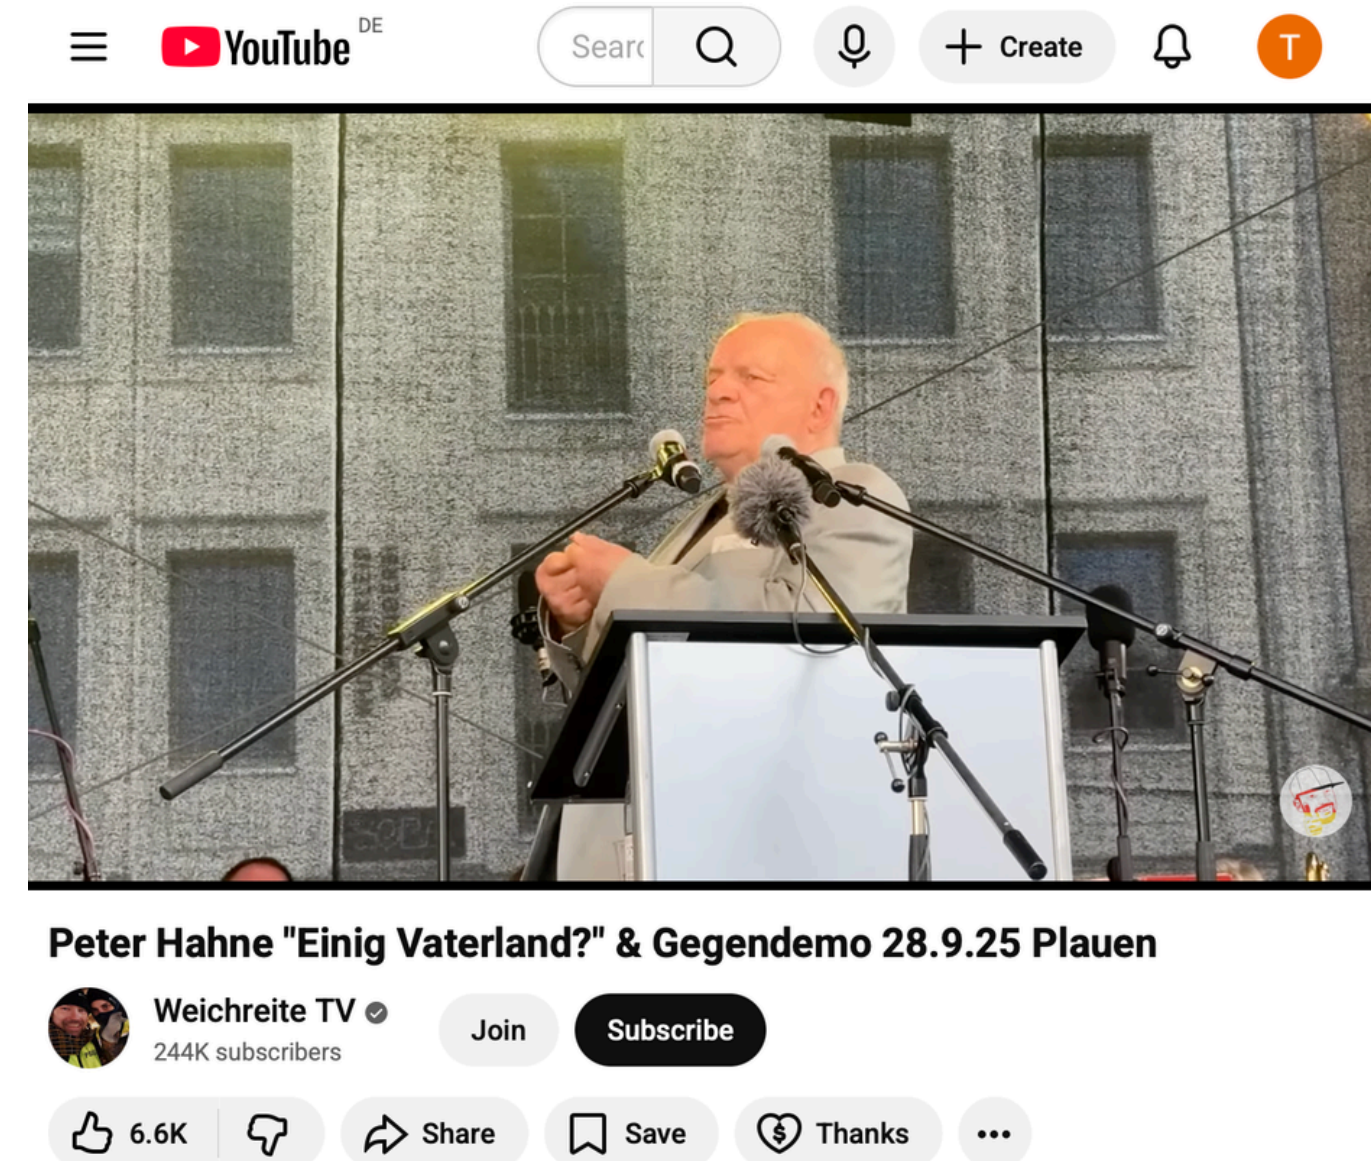 YouTube DE
Sear
Create
T
Peter Hahne "Einig Vaterland?" & Gegendemo 28.9.25 Plauen
Weichreite TV
244K subscribers
Join
Subscribe
6.6K
Share
Save
Thanks